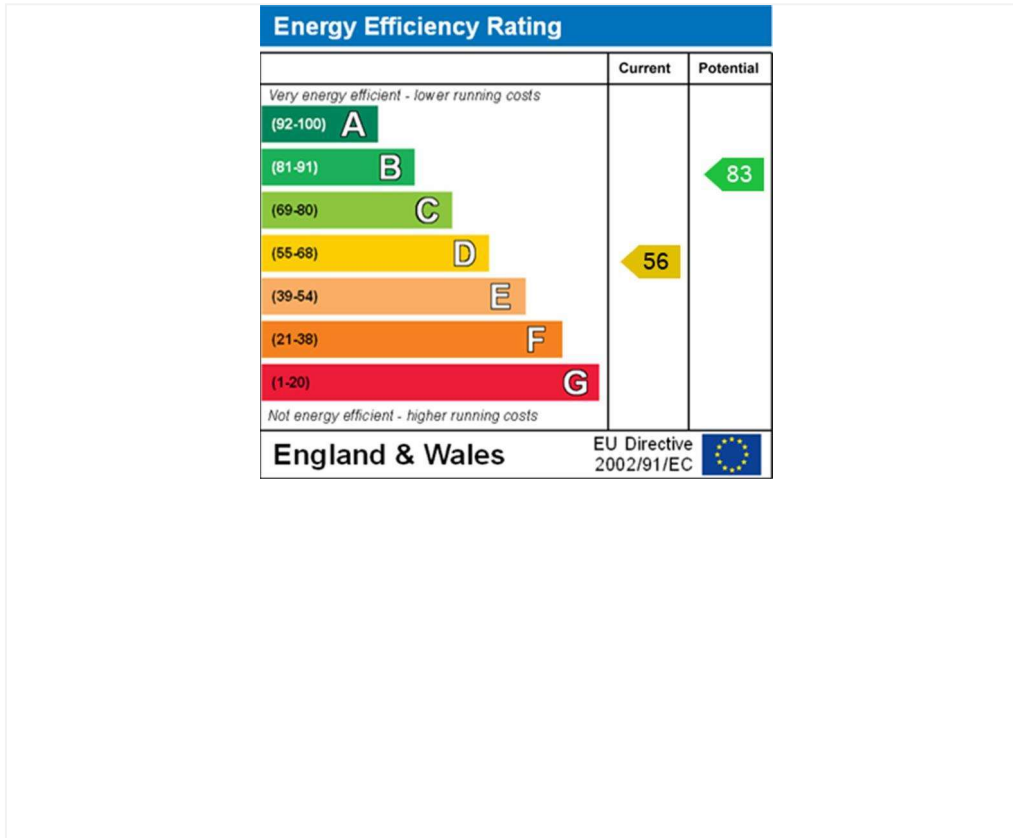 Energy Efficiency Rating
Current Potential
Very energy efficient - lower running costs
(92-100) A
(81-91) B
83
(69-80) C
(55-68) D
56
(39-54) E
(21-38) F
(1-20) G
Not energy efficient - higher running costs
England & Wales
EU Directive
2002/91/EC